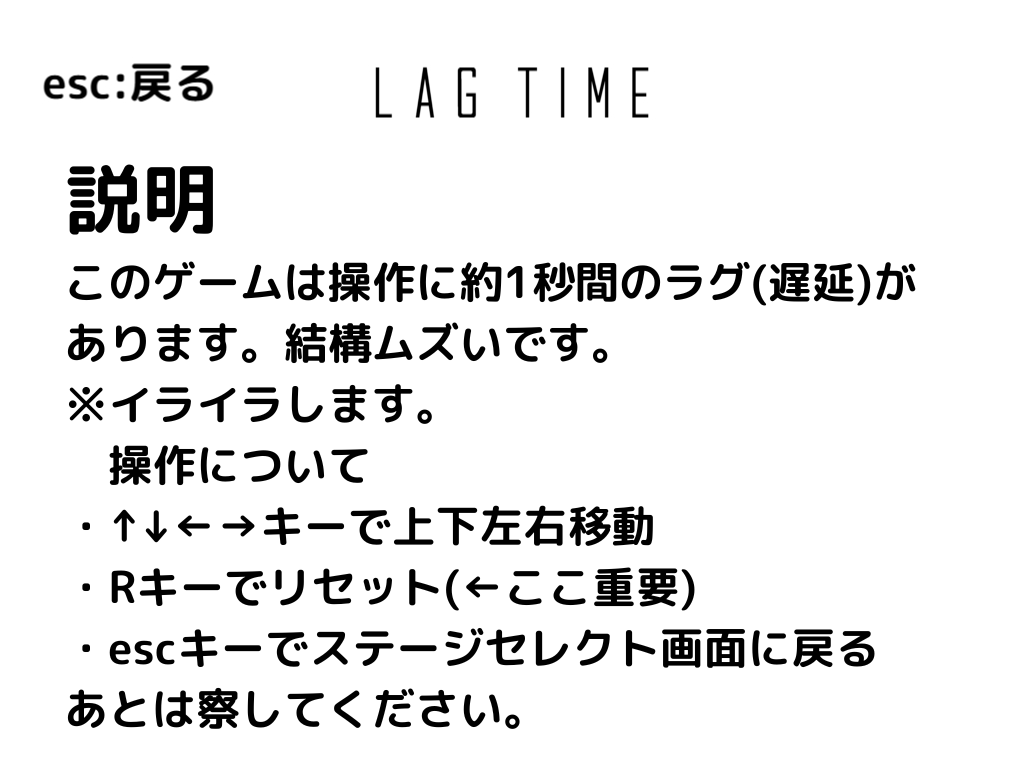 esc:戻る
LAG TIME
説明
このゲームは操作に約1秒間のラグ(遅延)が
あります。結構ムズいです。
※イライラします。
操作について
・↑↓←→キーで上下左右移動
・Rキーでリセット(←ここ重要)
・escキーでステージセレクト画面に戻る
あとは察してください。